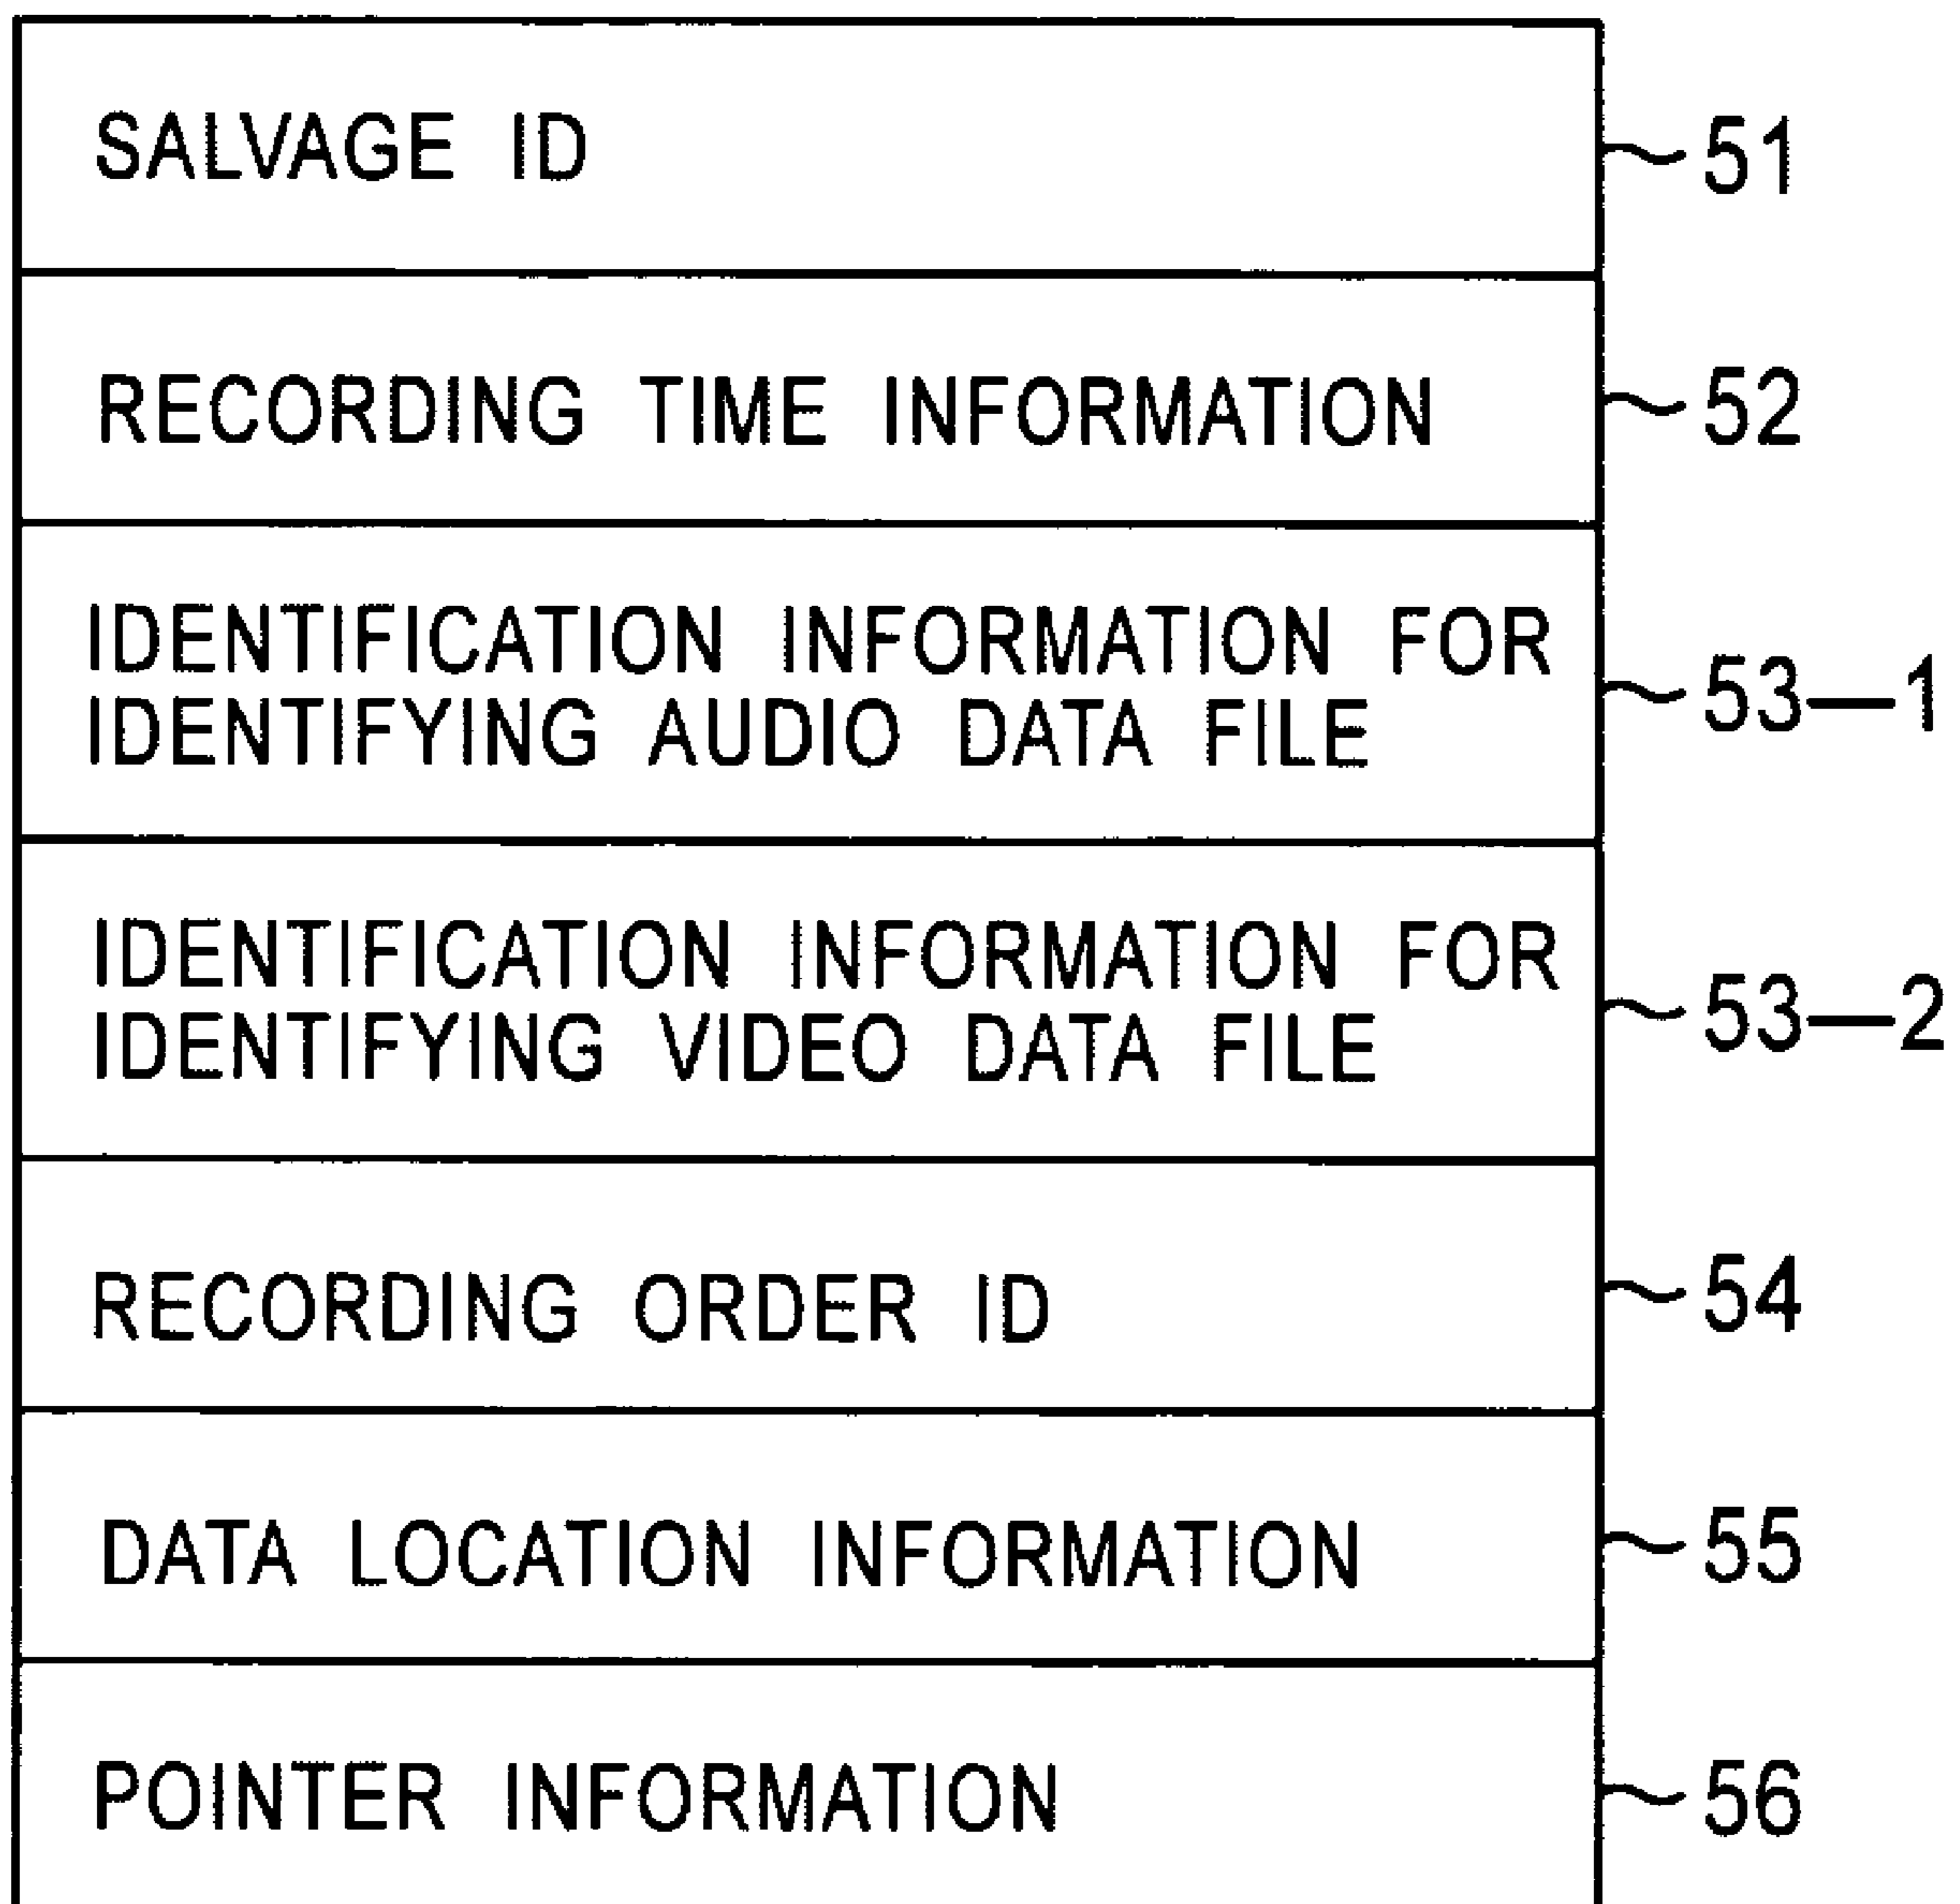 SALVAGE ID
51
RECORDING TIME INFORMATION
52
IDENTIFICATION INFORMATION FOR
IDENTIFYING AUDIO DATA FILE
53—1
IDENTIFICATION INFORMATION FOR
IDENTIFYING VIDEO DATA FILE
53—2
RECORDING ORDER ID
54
DATA LOCATION INFORMATION
55
POINTER INFORMATION
56